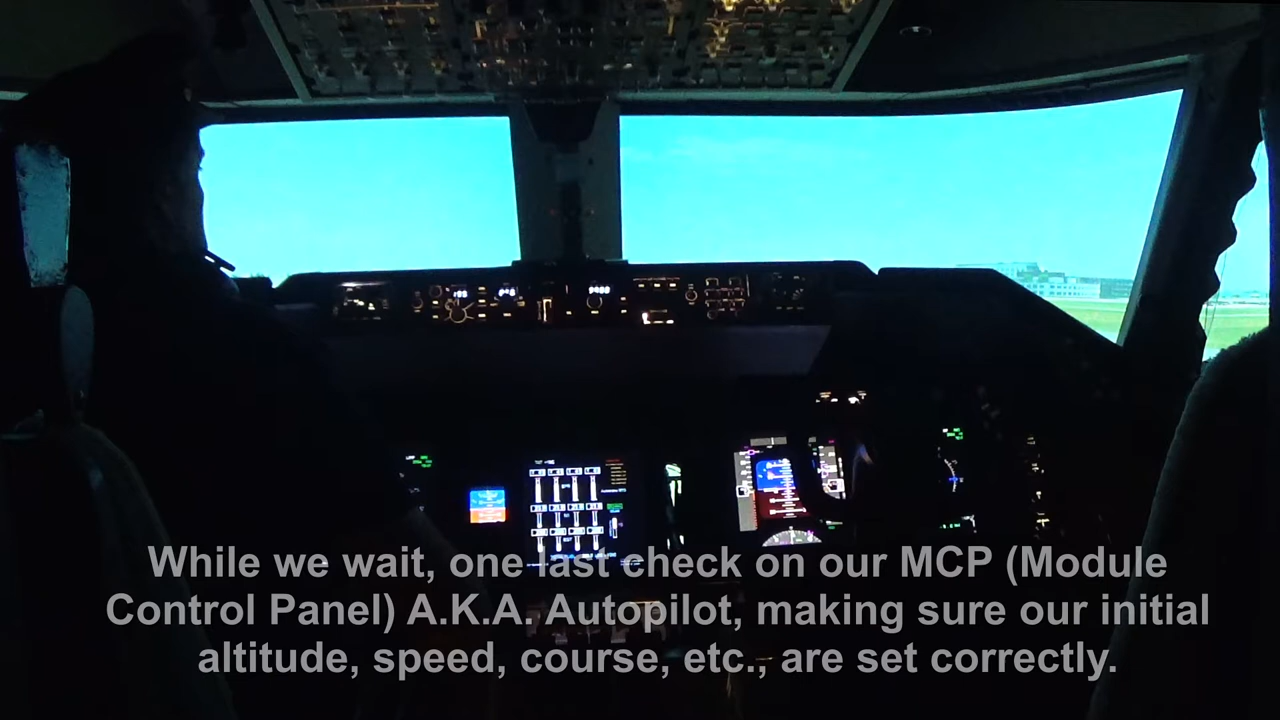 While we wait, one last check on our MCP (Module
Control Panel) A.K.A. Autopilot, making sure our initial
altitude, speed, course, etc., are set correctly.